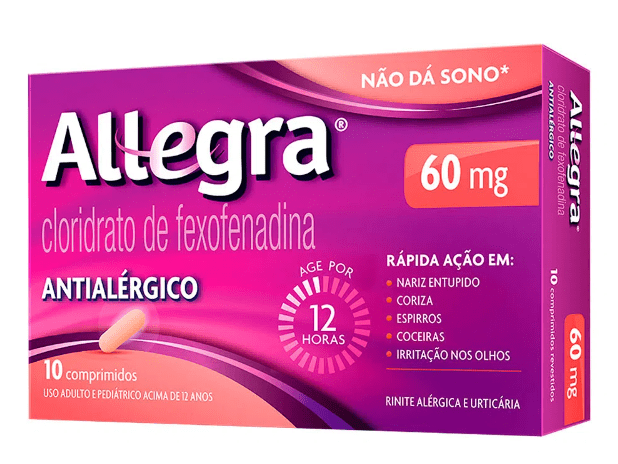 NÃO DÁ SONO*
Allegra®
60 mg
cloridrato de fexofenadina
ANTIALÉRGICO
AGE POR
12
HORAS
RÁPIDA AÇÃO EM:
• NARIZ ENTUPIDO
• CORIZA
• ESPIRROS
• COCEIRAS
• IRRITAÇÃO NOS OLHOS
10 comprimidos
USO ADULTO E PEDIÁTRICO ACIMA DE 12 ANOS
RINITE ALÉRGICA E URTICÁRIA
Allegra®
cloridrato de fexofenadina
ANTIALÉRGICO
10 comprimidos revestidos
60 mg